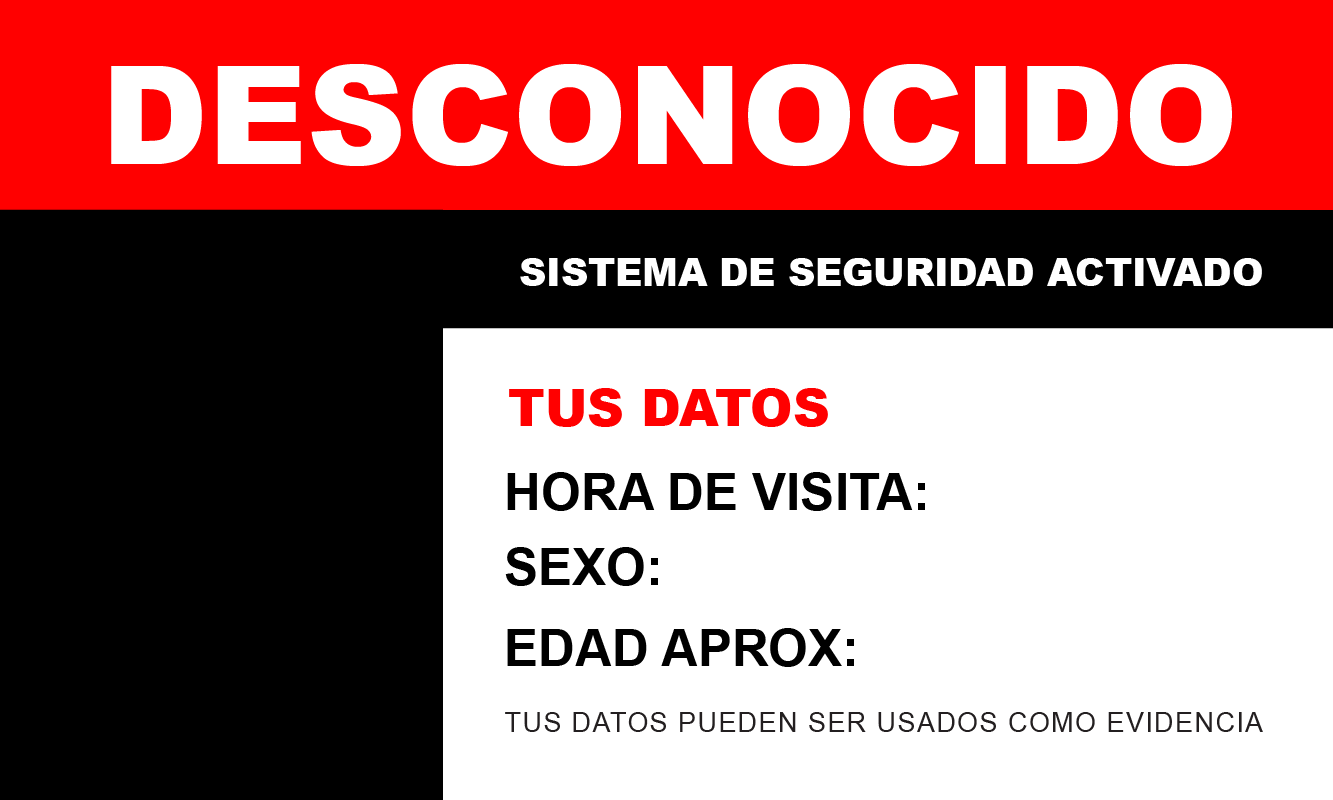 DESCONOCIDO
SISTEMA DE SEGURIDAD ACTIVADO
TUS DATOS
HORA DE VISITA:
SEXO:
EDAD APROX:
TUS DATOS PUEDEN SER USADOS COMO EVIDENCIA